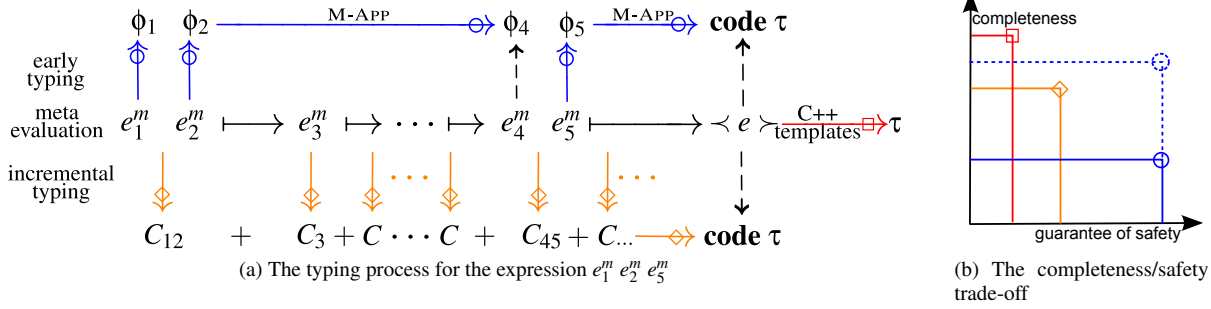 ϕ₁ ϕ₂ M-APP ϕ₄ ϕ₅ M-APP code τ
early
typing
meta
evaluation
e₁ᵐ e₂ᵐ ⟼ e₃ᵐ ⟼ ··· ⟼ e₄ᵐ e₅ᵐ ⟼ ≺ e ≻ C++ templates τ
incremental
typing
··· ···
C₁₂ + C₃ + C ··· C + C₄₅ + C... code τ
(a) The typing process for the expression e₁ᵐ e₂ᵐ e₅ᵐ
completeness
guarantee of safety
(b) The completeness/safety
trade-off